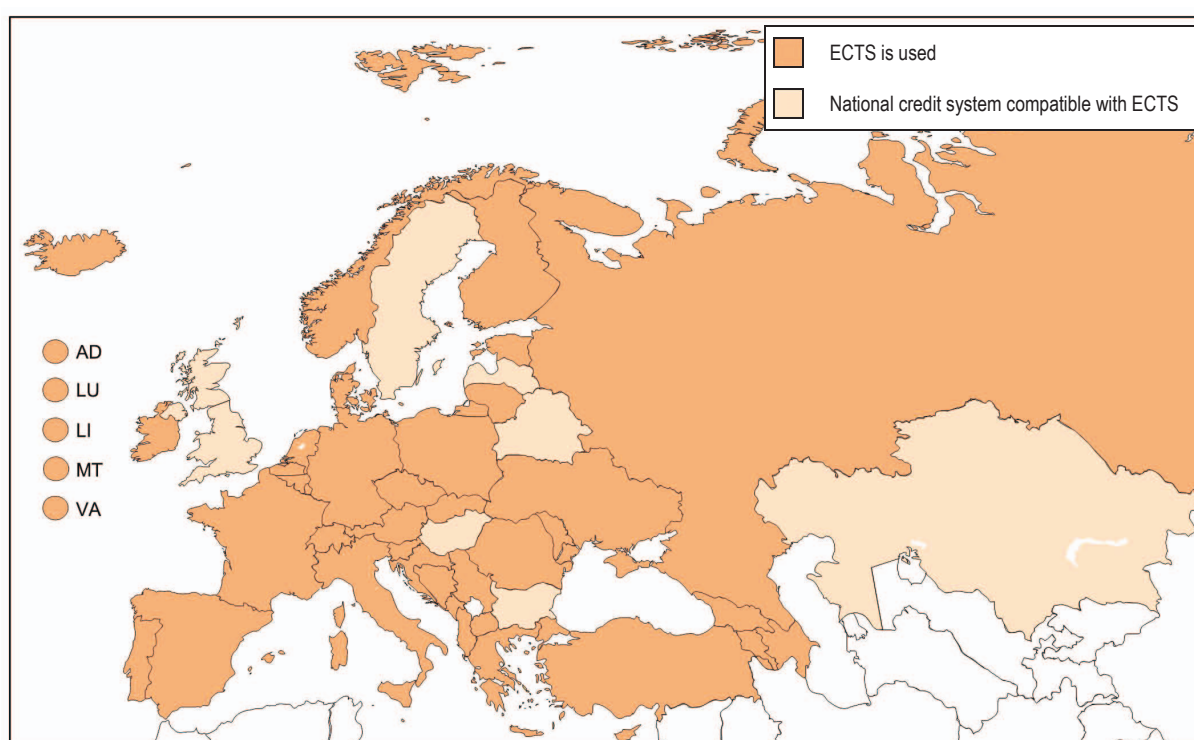 ECTS is used
National credit system compatible with ECTS
AD
LU
LI
MT
VA